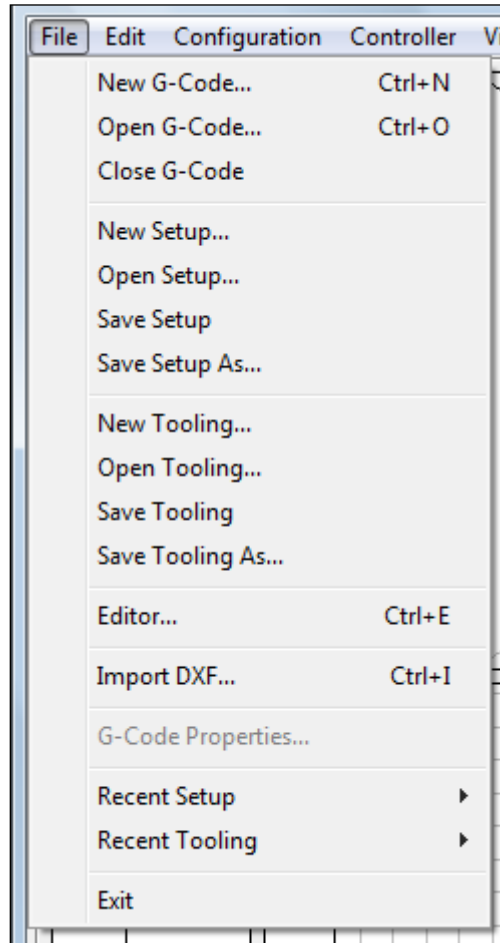 File Edit Configuration Controller
New G-Code... Ctrl+N
Open G-Code... Ctrl+O
Close G-Code
New Setup...
Open Setup...
Save Setup
Save Setup As...
New Tooling...
Open Tooling...
Save Tooling
Save Tooling As...
Editor... Ctrl+E
Import DXF... Ctrl+I
G-Code Properties...
Recent Setup
Recent Tooling
Exit